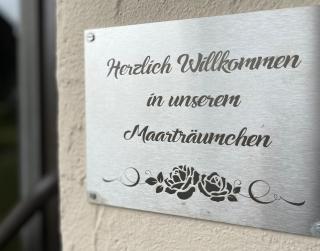 Herzlich Willkommen
in unserem
Maarträumchen